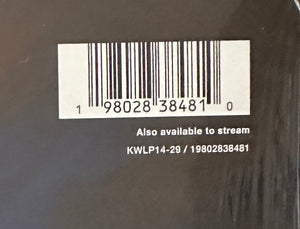 1 98028 38481 0
Also available to stream
KWLP14-29 / 19802838481